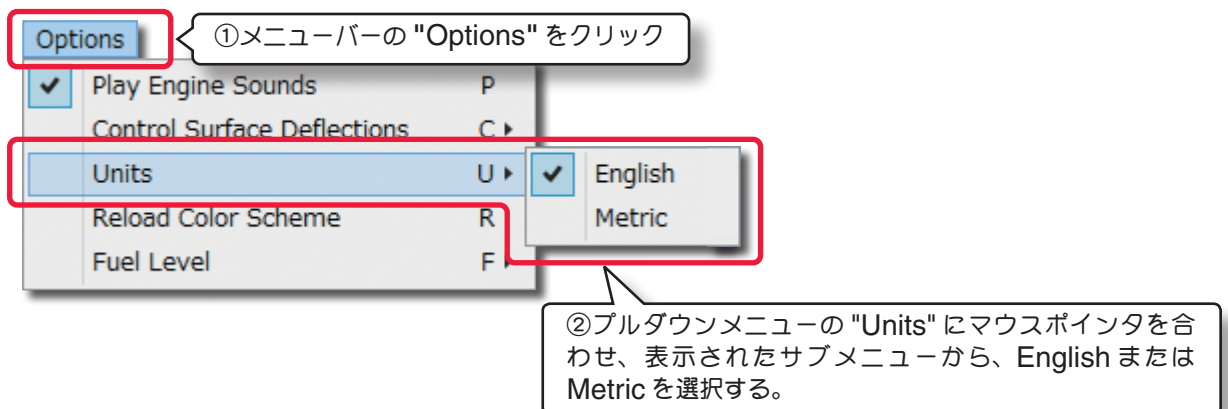 Options
①メニューバーの "Options" をクリック
Play Engine Sounds P
Control Surface Deflections C
Units U
English
Metric
Reload Color Scheme R
Fuel Level F
②プルダウンメニューの "Units" にマウスポインタを合
わせ、表示されたサブメニューから、English または
Metric を選択する。